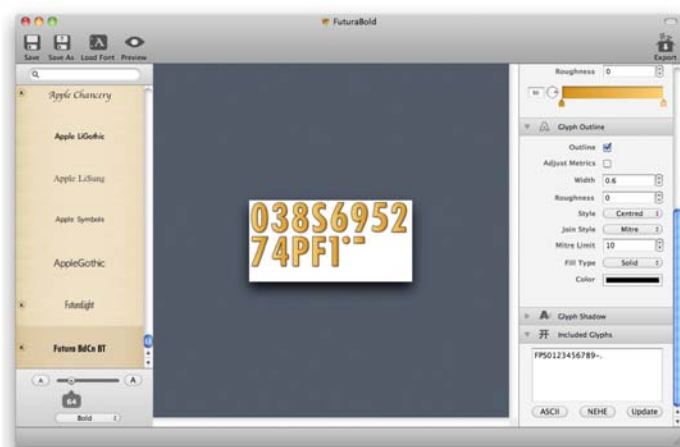 FuturaBold
Save
Save As
Load Font
Preview
Export
Apple Chancery
Apple LiGothic
Apple LiSung
Apple Symbols
AppleGothic
FuturaLight
Futura BdCn BT
A
A
64
Bold
038S6952
74PF1.-
Roughness 0
90
Glyph Outline
Outline
Adjust Metrics
Width 0.6
Roughness 0
Style Centred
Join Style Mitre
Mitre Limit 10
Fill Type Solid
Color
Glyph Shadow
Included Glyphs
FPS0123456789-.
ASCII
NEHE
Update